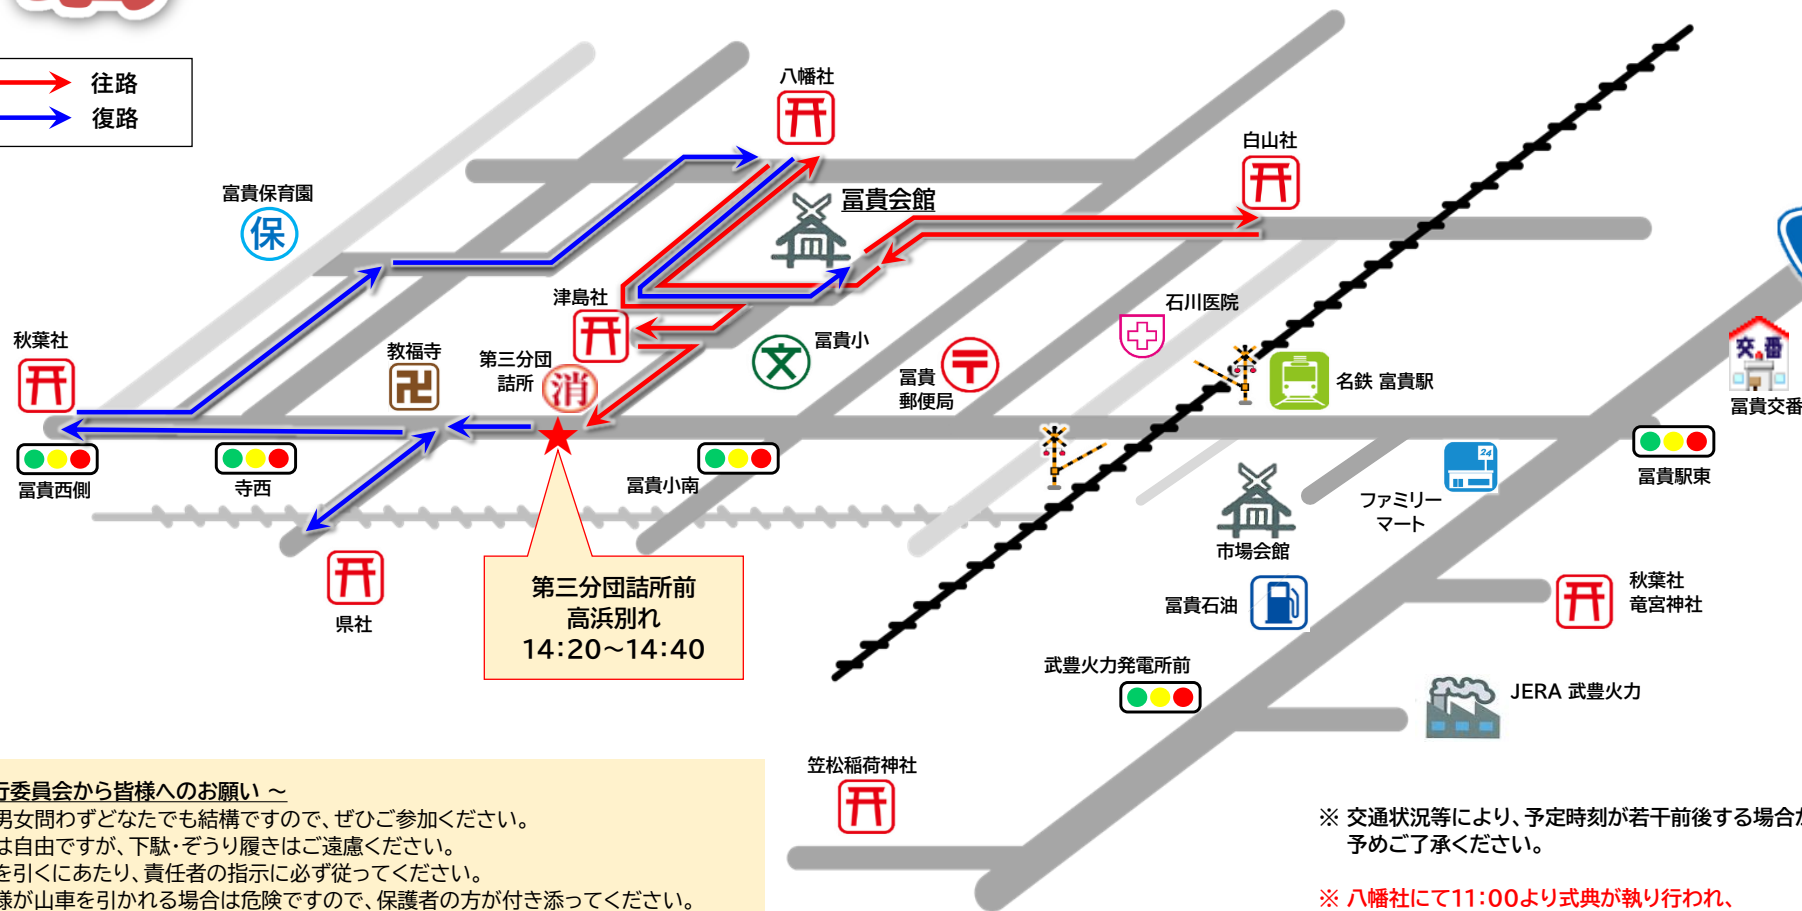 往路
復路
八幡社
白山社
富貴保育園
保
冨貴会館
津島社
石川医院
秋葉社
教福寺
第三分団
詰所
消
文
冨貴小
冨貴
郵便局
名鉄 富貴駅
交番
冨貴交番
冨貴西側
寺西
冨貴小南
24
ファミリー
マート
冨貴駅東
市場会館
県社
第三分団詰所前
高浜別れ
14:20~14:40
冨貴石油
秋葉社
竜宮神社
武豊火力発電所前
JERA 武豊火力
笠松稲荷神社
行委員会から皆様へのお願い ~
男女問わずどなたでも結構ですので、ぜひご参加ください。
は自由ですが、下駄・ぞうり履きはご遠慮ください。
を引くにあたり、責任者の指示に必ず従ってください。
様が山車を引かれる場合は危険ですので、保護者の方が付き添ってください。
※ 交通状況等により、予定時刻が若干前後する場合が
予めご了承ください。
※ 八幡社にて11:00より式典が執り行われ、